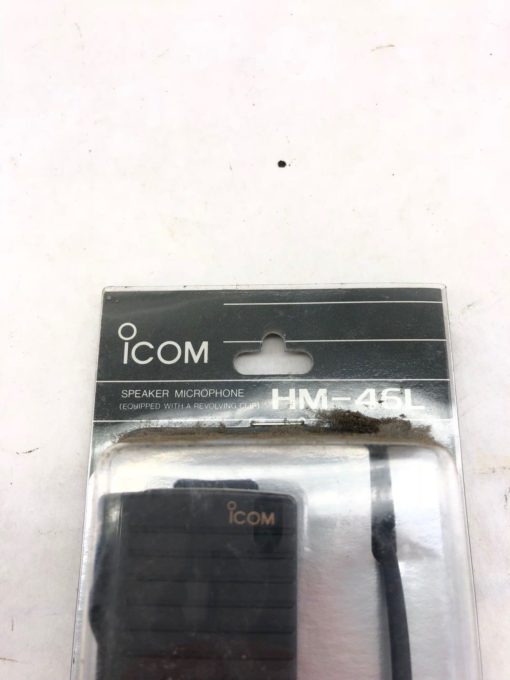 ICOM
SPEAKER MICROPHONE
(EQUIPPED WITH A REVOLVING CLIP)
HM-46L
ICOM